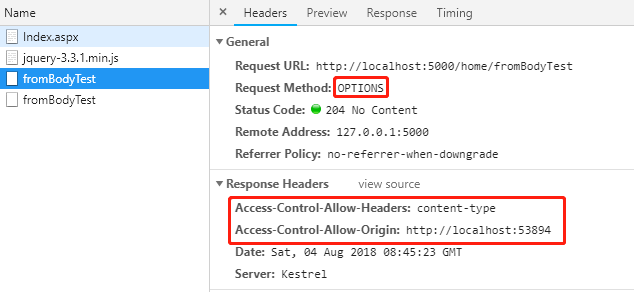 Name
Headers Preview Response Timing
Index.aspx
jquery-3.3.1.min.js
fromBodyTest
fromBodyTest
General
Request URL: http://localhost:5000/home/fromBodyTest
Request Method: OPTIONS
Status Code: 204 No Content
Remote Address: 127.0.0.1:5000
Referrer Policy: no-referrer-when-downgrade
Response Headers view source
Access-Control-Allow-Headers: content-type
Access-Control-Allow-Origin: http://localhost:53894
Date: Sat, 04 Aug 2018 08:45:23 GMT
Server: Kestrel